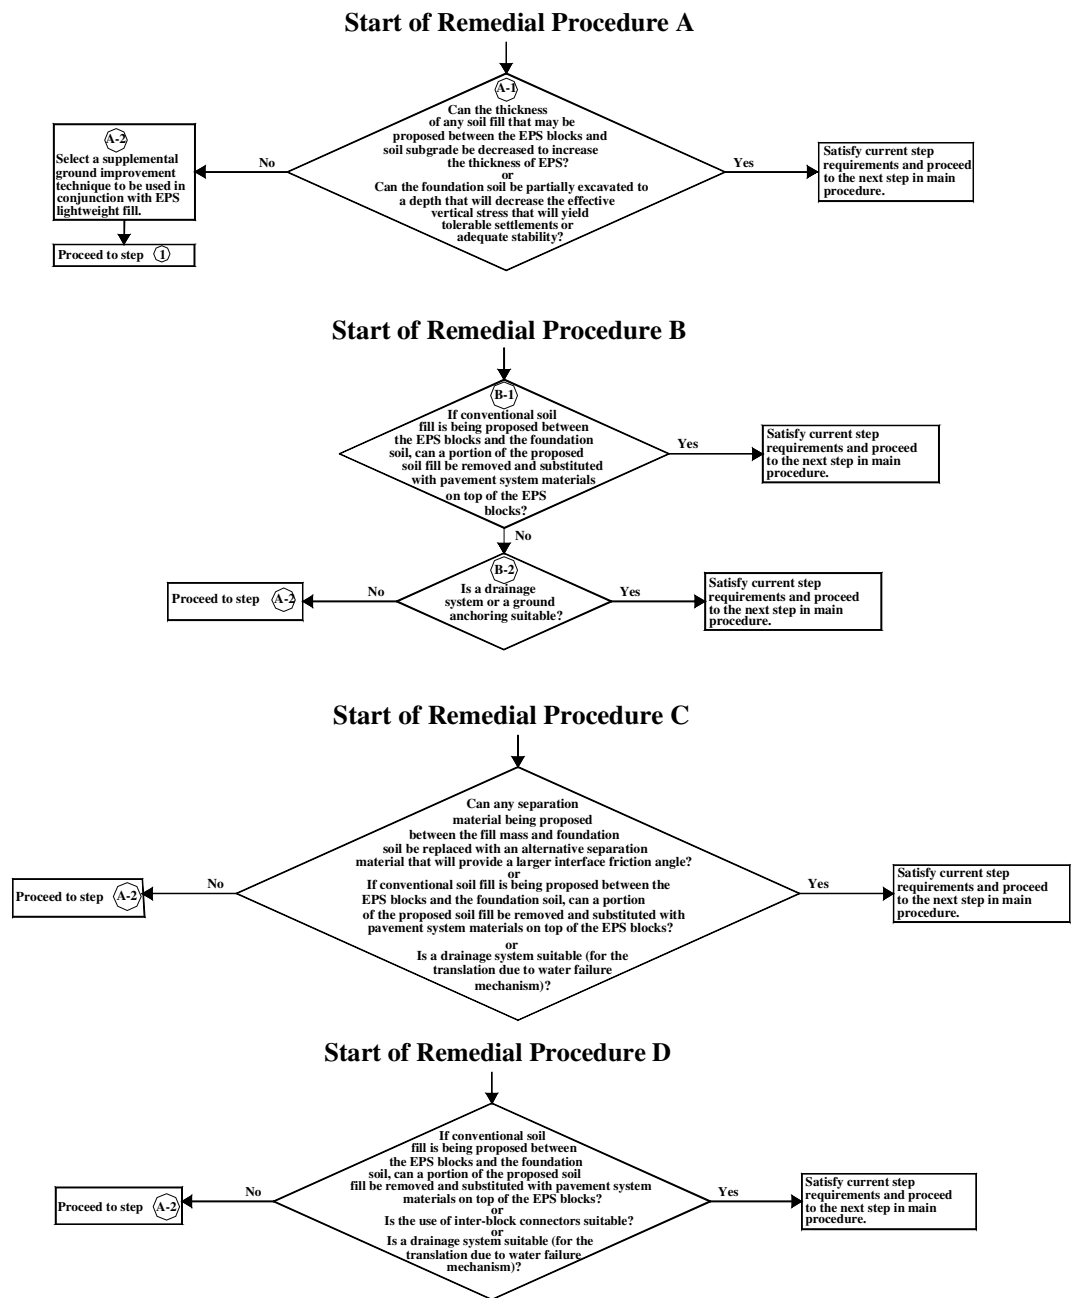 Start of Remedial Procedure A
A-1
Can the thickness
of any soil fill that may be
proposed between the EPS blocks and
soil subgrade be decreased to increase
the thickness of EPS?
or
Can the foundation soil be partially excavated to
a depth that will decrease the effective
vertical stress that will yield
tolerable settlements or
adequate stability?
No
A-2
Select a supplemental
ground improvement
technique to be used in
conjunction with EPS
lightweight fill.
Proceed to step 1
Yes
Satisfy current step
requirements and proceed
to the next step in main
procedure.
Start of Remedial Procedure B
B-1
If conventional soil
fill is being proposed between
the EPS blocks and the foundation
soil, can a portion of the proposed
soil fill be removed and substituted
with pavement system materials
on top of the EPS
blocks?
Yes
Satisfy current step
requirements and proceed
to the next step in main
procedure.
No
B-2
Is a drainage
system or a ground
anchoring suitable?
No
Proceed to step A-2
Yes
Satisfy current step
requirements and proceed
to the next step in main
procedure.
Start of Remedial Procedure C
Can any separation
material being proposed
between the fill mass and foundation
soil be replaced with an alternative separation
material that will provide a larger interface friction angle?
or
If conventional soil fill is being proposed between the
EPS blocks and the foundation soil, can a portion
of the proposed soil fill be removed and substituted with
pavement system materials on top of the EPS blocks?
or
Is a drainage system suitable (for the
translation due to water failure
mechanism)?
No
Proceed to step A-2
Yes
Satisfy current step
requirements and proceed
to the next step in main
procedure.
Start of Remedial Procedure D
If conventional soil
fill is being proposed between
the EPS blocks and the foundation
soil, can a portion of the proposed soil
fill be removed and substituted with pavement system
materials on top of the EPS blocks?
or
Is the use of inter-block connectors suitable?
or
Is a drainage system suitable (for the
translation due to water failure
mechanism)?
No
Proceed to step A-2
Yes
Satisfy current step
requirements and proceed
to the next step in main
procedure.